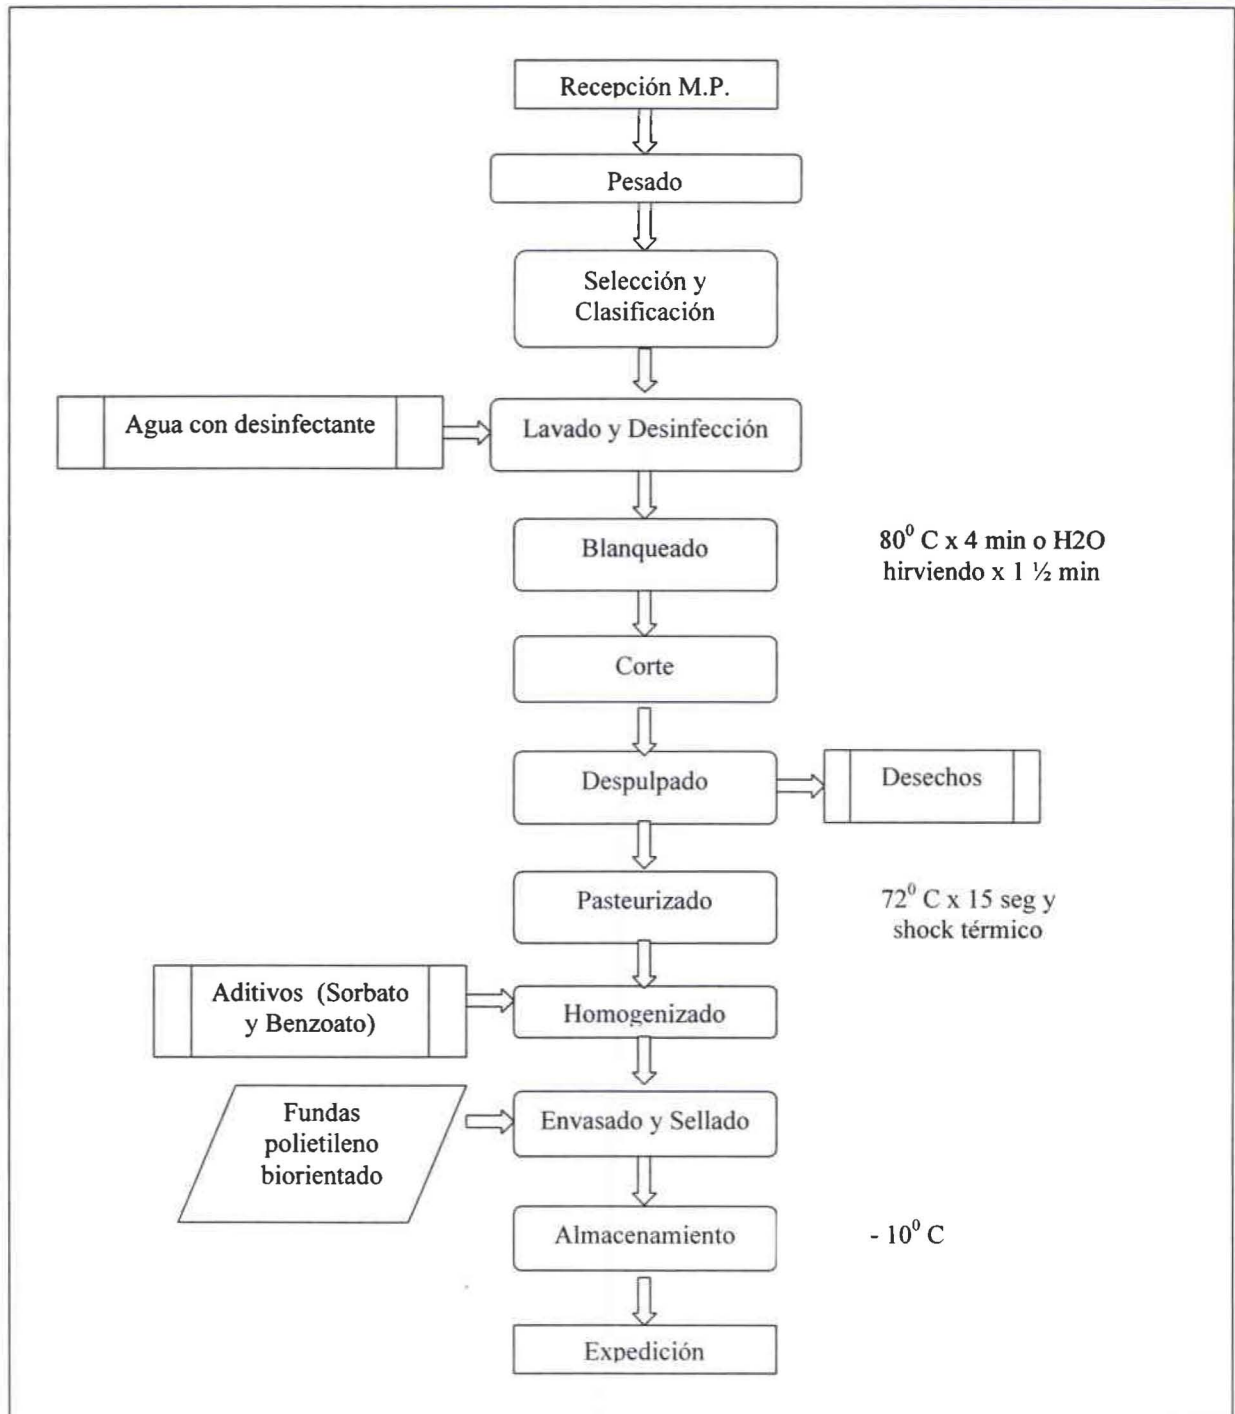 Recepción M.P.
Pesado
Selección y
Clasificación
Agua con desinfectante
Lavado y Desinfección
Blanqueado
80⁰ C x 4 min o H2O
hirviendo x 1 ½ min
Corte
Despulpado
Desechos
Pasteurizado
72⁰ C x 15 seg y
shock térmico
Aditivos (Sorbato
y Benzoato)
Homogenizado
Fundas
polietileno
biorientado
Envasado y Sellado
Almacenamiento
- 10⁰ C
Expedición